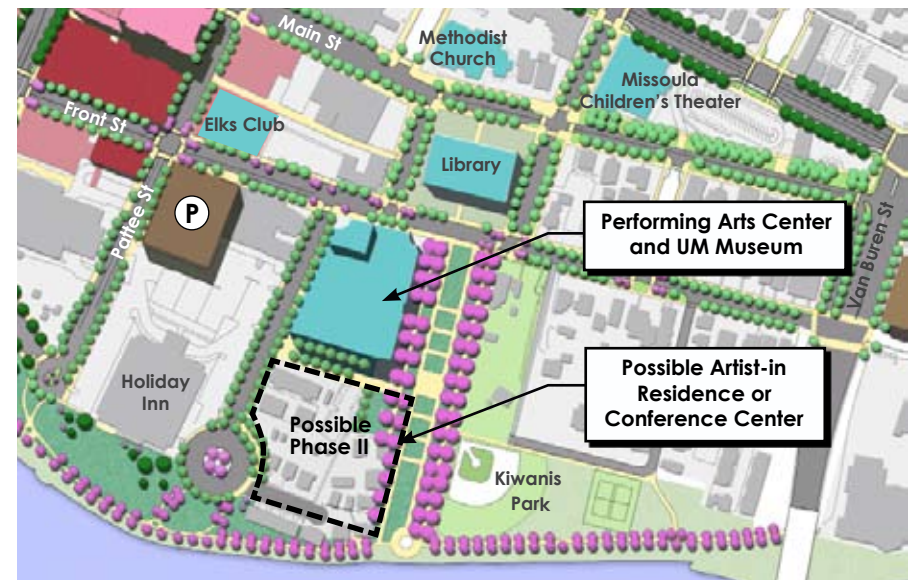 Main St
Methodist
Church
Missoula
Children's Theater
Front St
Elks Club
Library
Pattee St
P
Performing Arts Center
and UM Museum
Van Buren St
Holiday
Inn
Possible
Phase II
Possible Artist-in
Residence or
Conference Center
Kiwanis
Park